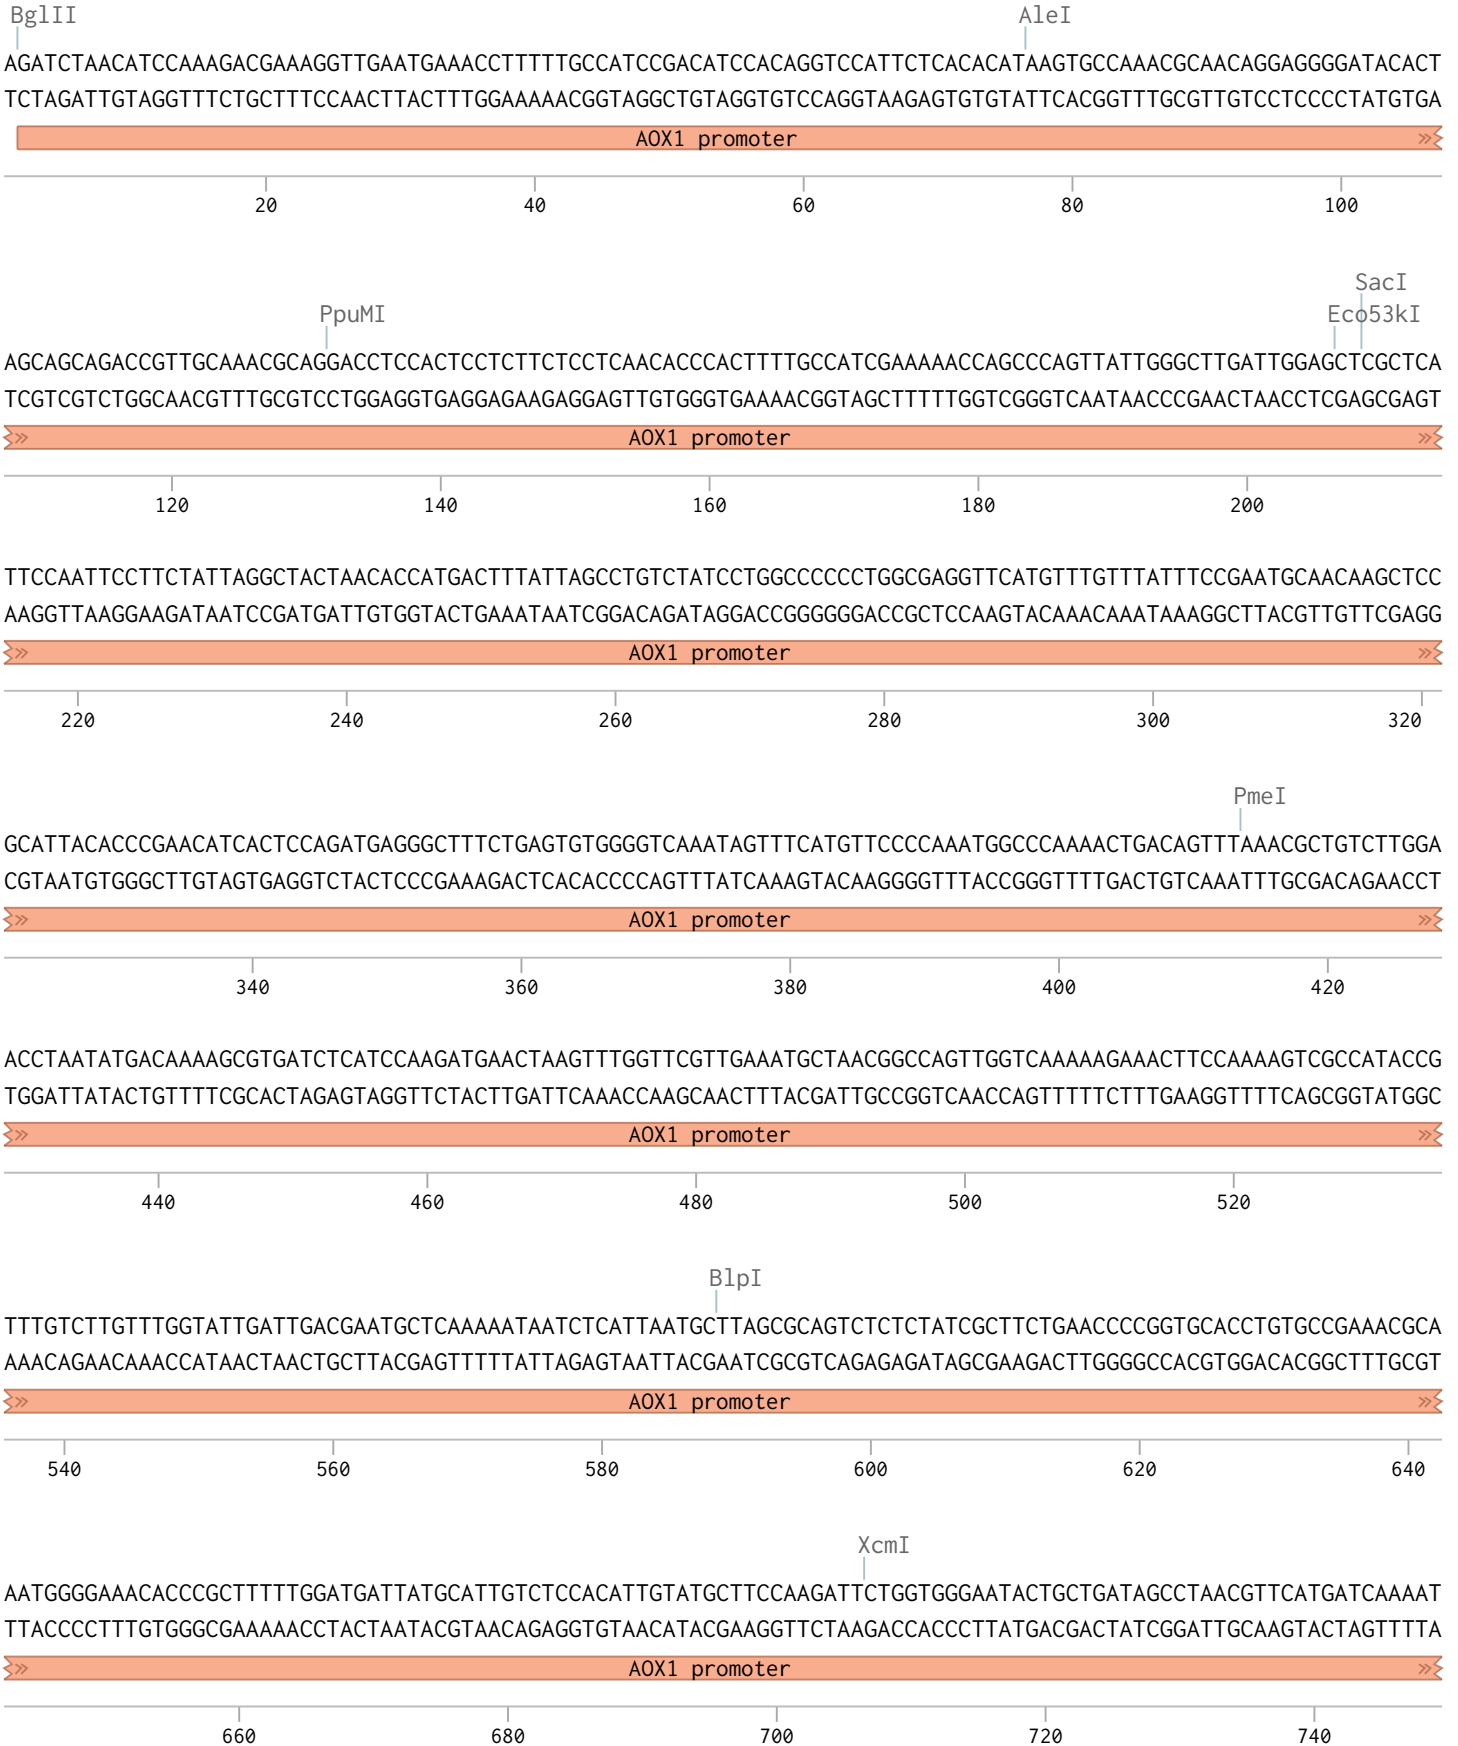 BglII AleI
AGATCTAACATCCAAAGACGAAAGGTTGAATGAAACCTTTTTGCCATCCGACATCCACAGGTCCATTCTCACACATAAGTGCCAAACGCAACAGGAGGGGATACACT
TCTAGATTGTAGGTTTCTGCTTTCCAACTTACTTTGGAAAAACGGTAGGCTGTAGGTGTCCAGGTAAGAGTGTGTATTCACGGTTTGCGTTGTCCTCCCCTATGTGA
AOX1 promoter
20 40 60 80 100
SacI
PpuMI Eco53kI
AGCAGCAGACCGTTGCAAACGCAGGACCTCCACTCCTCTTCTCCTCAACACCCACTTTTGCCATCGAAAAACCAGCCCAGTTATTGGGCTTGATTGGAGCTCGCTCA
TCGTCGTCTGGCAACGTTTGCGTCCTGGAGGTGAGGAGAAGAGGAGTTGTGGGTGAAAACGGTAGCTTTTTGGTCGGGTCAATAACCCGAACTAACCTCGAGCGAGT
AOX1 promoter
120 140 160 180 200
TTCCAATTCCTTCTATTAGGCTACTAACACCATGACTTTATTAGCCTGTCTATCCTGGCCCCCCTGGCGAGGTTCATGTTTGTTTATTTCCGAATGCAACAAGCTCC
AAGGTTAAGGAAGATAATCCGATGATTGTGGTACTGAAATAATCGGACAGATAGGACCGGGGGGACCGCTCCAAGTACAAACAAATAAAGGCTTACGTTGTTCGAGG
AOX1 promoter
220 240 260 280 300 320
PmeI
GCATTACACCCGAACATCACTCCAGATGAGGGCTTTCTGAGTGTGGGGTCAAATAGTTTCATGTTCCCCAAATGGCCCAAAACTGACAGTTTAAACGCTGTCTTGGA
CGTAATGTGGGCTTGTAGTGAGGTCTACTCCCGAAAGACTCACACCCCAGTTTATCAAAGTACAAGGGGTTTACCGGGTTTTGACTGTCAAATTTGCGACAGAACCT
AOX1 promoter
340 360 380 400 420
ACCTAATATGACAAAAGCGTGATCTCATCCAAGATGAACTAAGTTTGGTTCGTTGAAATGCTAACGGCCAGTTGGTCAAAAAGAAACTTCCAAAAGTCGCCATACCG
TGGATTATACTGTTTTCGCACTAGAGTAGGTTCTACTTGATTCAAACCAAGCAACTTTACGATTGCCGGTCAACCAGTTTTTCTTTGAAGGTTTTCAGCGGTATGGC
AOX1 promoter
440 460 480 500 520
BlpI
TTTGTCTTGTTTGGTATTGATTGACGAATGCTCAAAAATAATCTCATTAATGCTTAGCGCAGTCTCTCTATCGCTTCTGAACCCCGGTGCACCTGTGCCGAAACGCA
AAACAGAACAAACCATAACTAACTGCTTACGAGTTTTTATTAGAGTAATTACGAATCGCGTCAGAGAGATAGCGAAGACTTGGGGCCACGTGGACACGGCTTTGCGT
AOX1 promoter
540 560 580 600 620 640
XcmI
AATGGGGAAACACCCGCTTTTTGGATGATTATGCATTGTCTCCACATTGTATGCTTCCAAGATTCTGGTGGGAATACTGCTGATAGCCTAACGTTCATGATCAAAAT
TTACCCCTTTGTGGGCGAAAAACCTACTAATACGTAACAGAGGTGTAACATACGAAGGTTCTAAGACCACCCTTATGACGACTATCGGATTGCAAGTACTAGTTTTA
AOX1 promoter
660 680 700 720 740